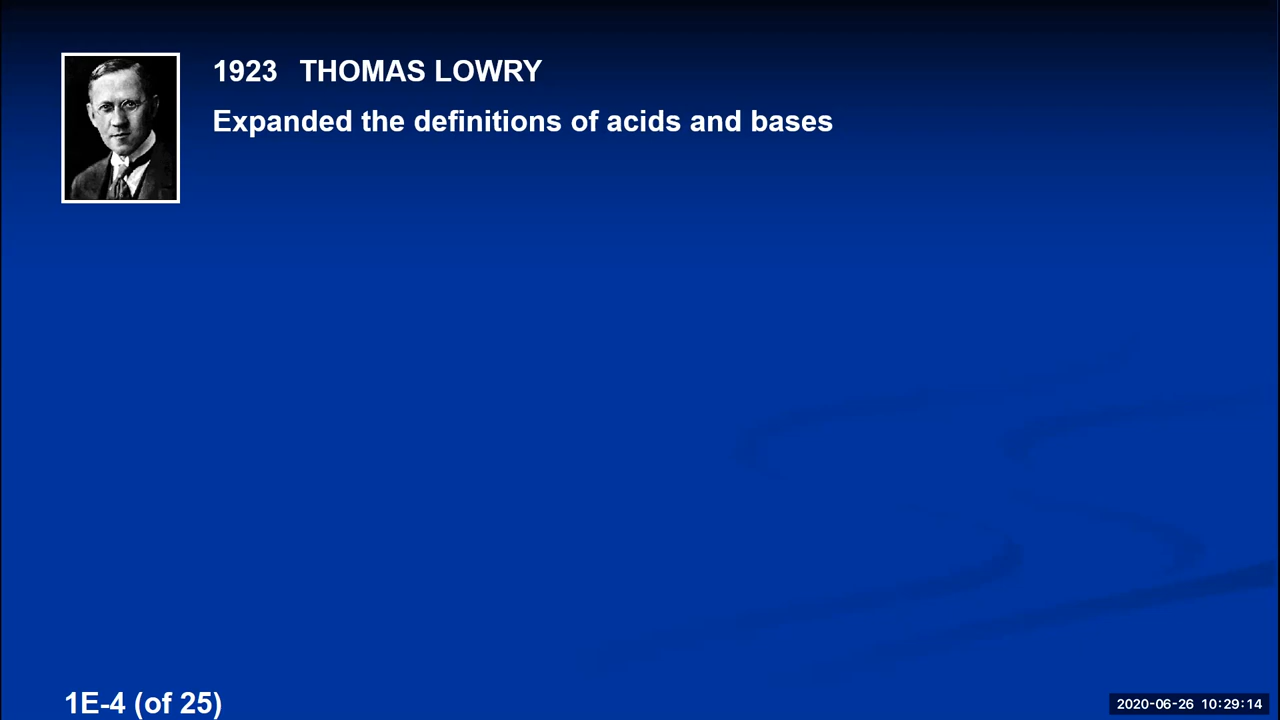 1923 THOMAS LOWRY
Expanded the definitions of acids and bases
1E-4 (of 25)
2020-06-26 10:29:14